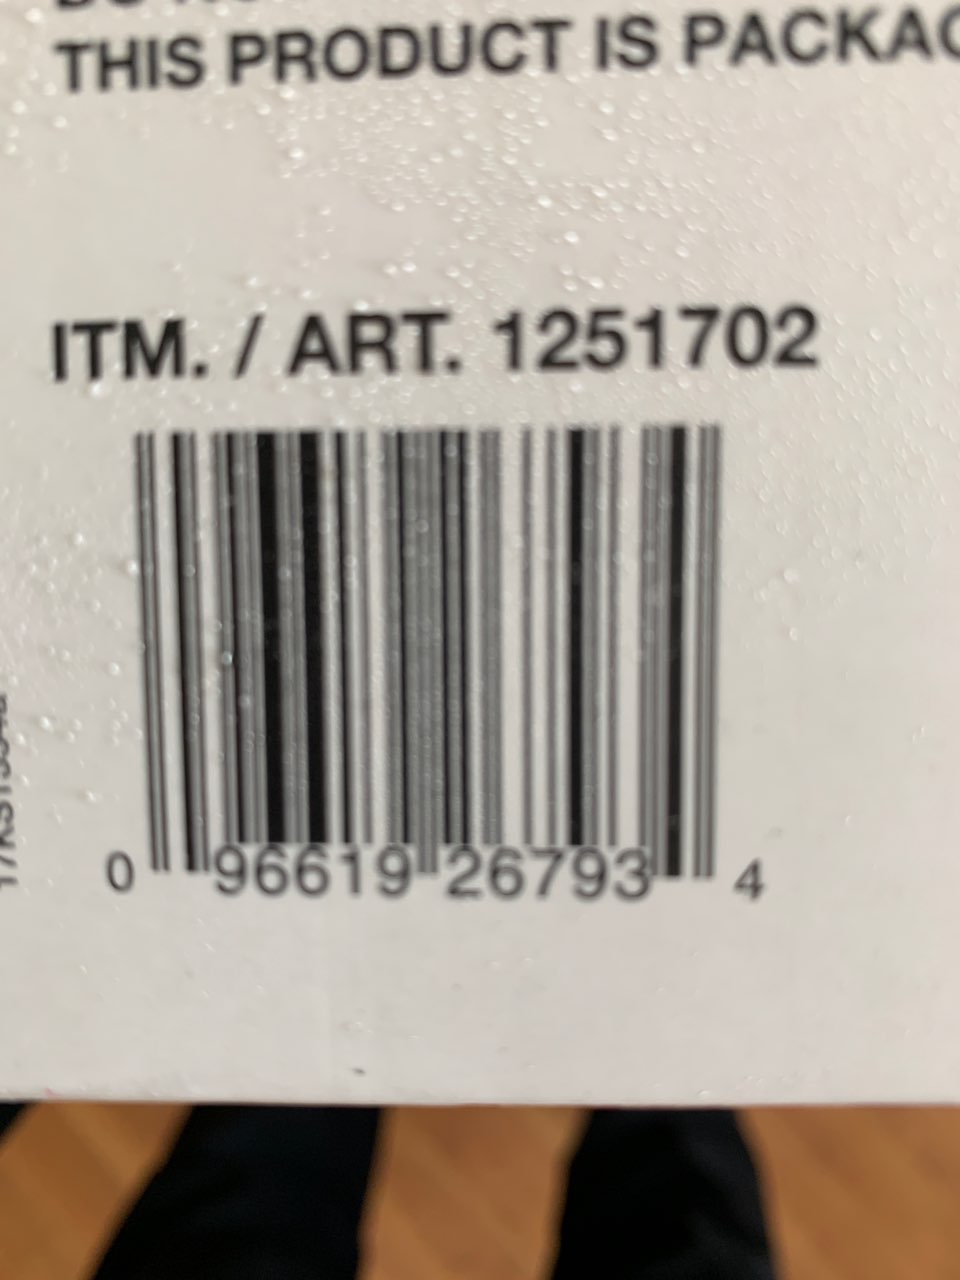 THIS PRODUCT IS PACKAG
ITM. / ART. 1251702
0 96619 26793 4